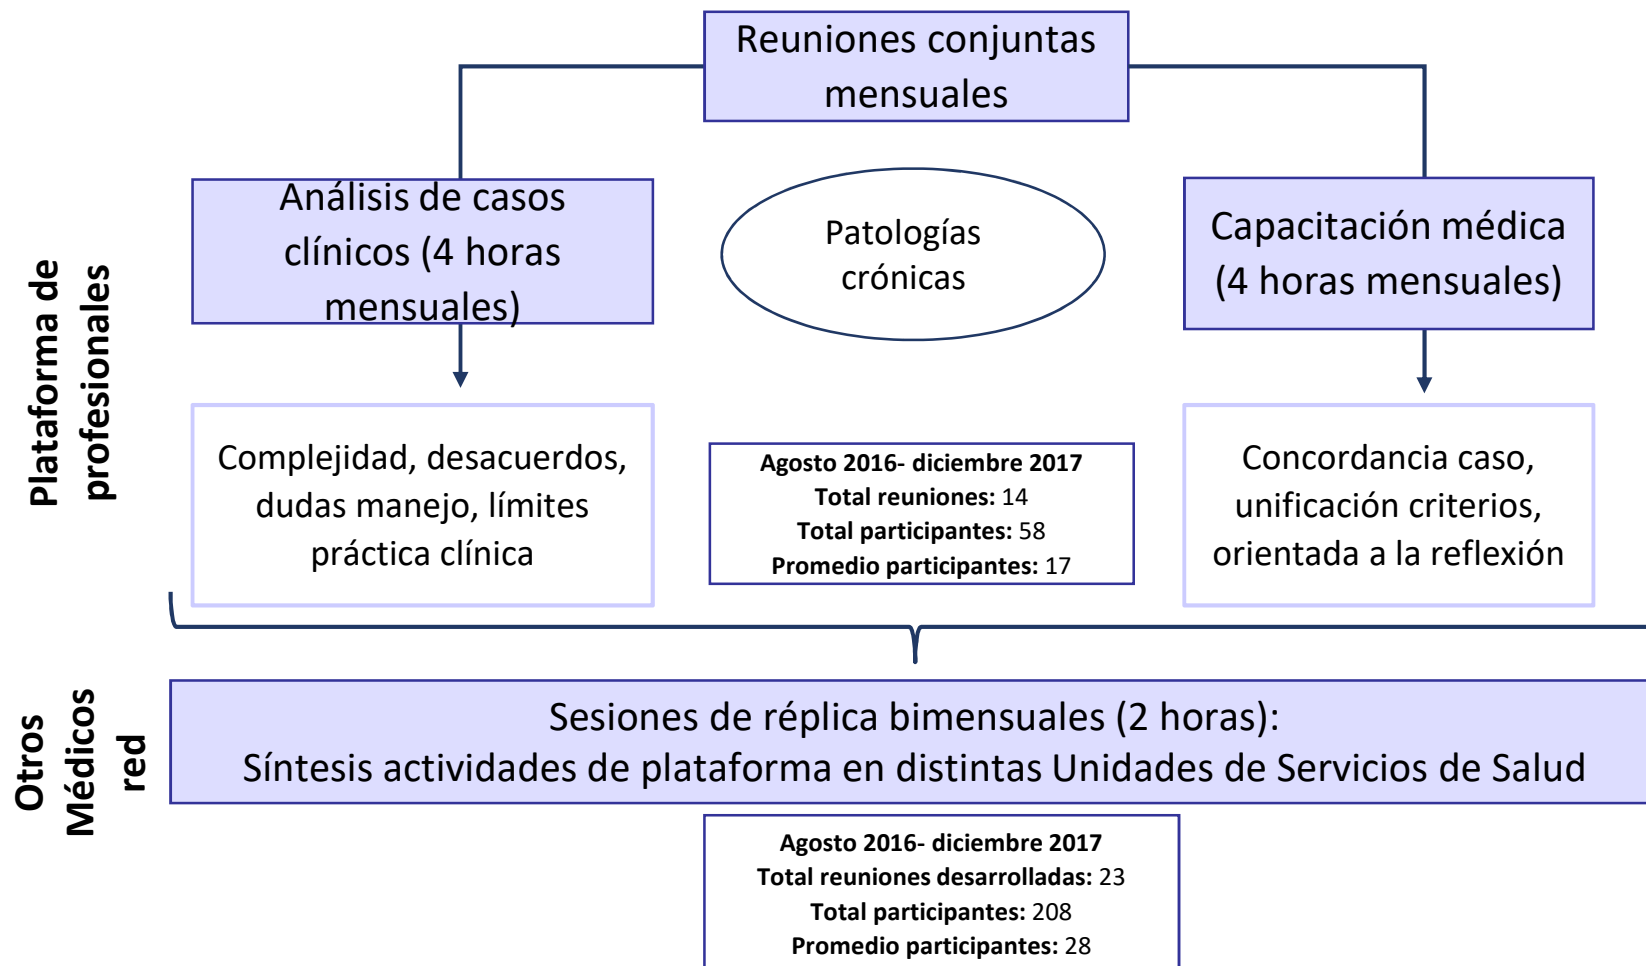 Reuniones conjuntas
mensuales
Plataforma de
profesionales
Análisis de casos
clínicos (4 horas
mensuales)
Patologías
crónicas
Capacitación médica
(4 horas mensuales)
Complejidad, desacuerdos,
dudas manejo, límites
práctica clínica
Agosto 2016- diciembre 2017
Total reuniones: 14
Total participantes: 58
Promedio participantes: 17
Concordancia caso,
unificación criterios,
orientada a la reflexión
Otros
Médicos
red
Sesiones de réplica bimensuales (2 horas):
Síntesis actividades de plataforma en distintas Unidades de Servicios de Salud
Agosto 2016- diciembre 2017
Total reuniones desarrolladas: 23
Total participantes: 208
Promedio participantes: 28